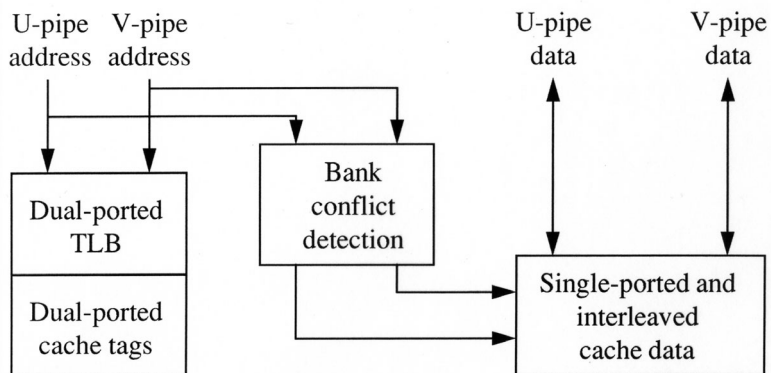 U-pipe
address
V-pipe
address
U-pipe
data
V-pipe
data
Dual-ported
TLB
Dual-ported
cache tags
Bank
conflict
detection
Single-ported and
interleaved
cache data